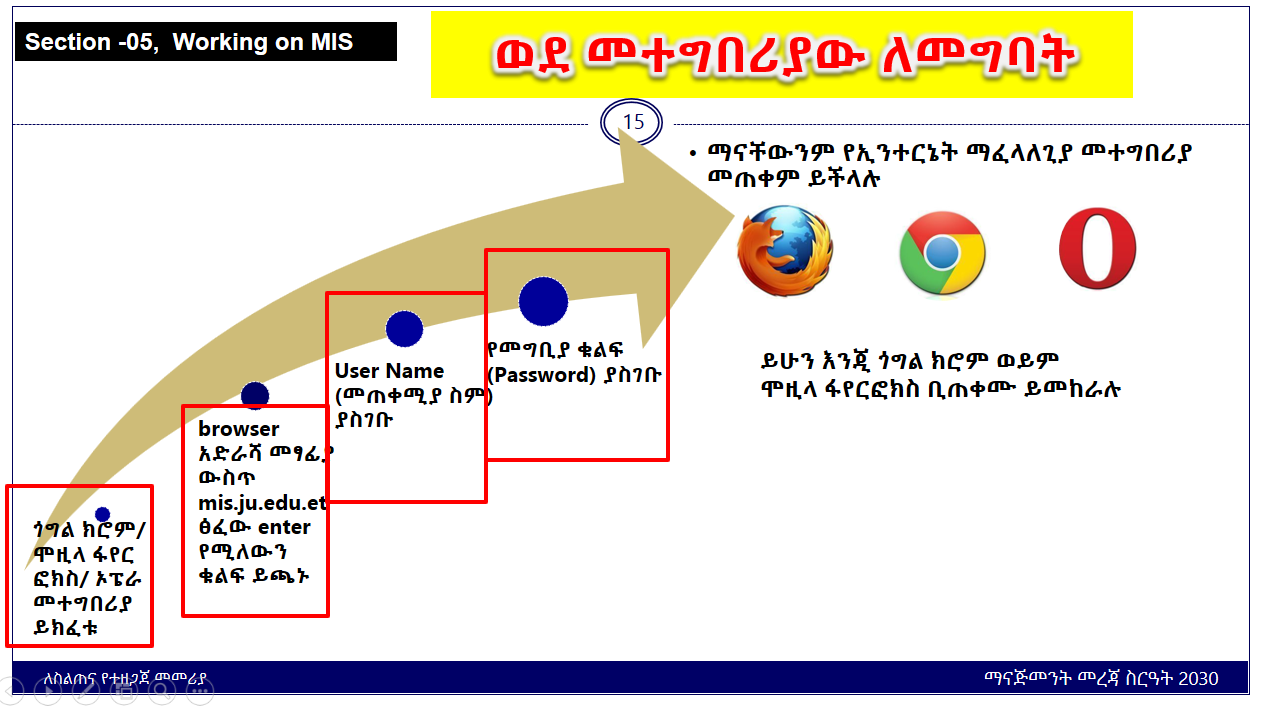 Section -05,  Working on MIS
ወደ መተግበሪያው ለመግባት
15
• ማናቸውንም የኢንተርኔት ማፈላለጊያ መተግበሪያ
መጠቀም ይችላሉ
ይሁን እንጂ ጎግል ክሮም ወይም
ሞዚላ ፋየርፎክስ ቢጠቀሙ ይመከራሉ
ጎግል ክሮም/
ሞዚላ ፋየር
ፎክስ/ ኦፔራ
መተግበሪያ
ይክፈቱ
browser
አድራሻ መፃፊያ
ውስጥ
mis.ju.edu.et
ፅፈው enter
የሚለውን
ቁልፍ ይጫኑ
User Name
(መጠቀሚያ ስም)
ያስገቡ
የመግቢያ ቁልፍ
(Password) ያስገቡ
ለስልጠና የተዘጋጀ መመሪያ
ማናጅመንት መረጃ ስርዓት 2030